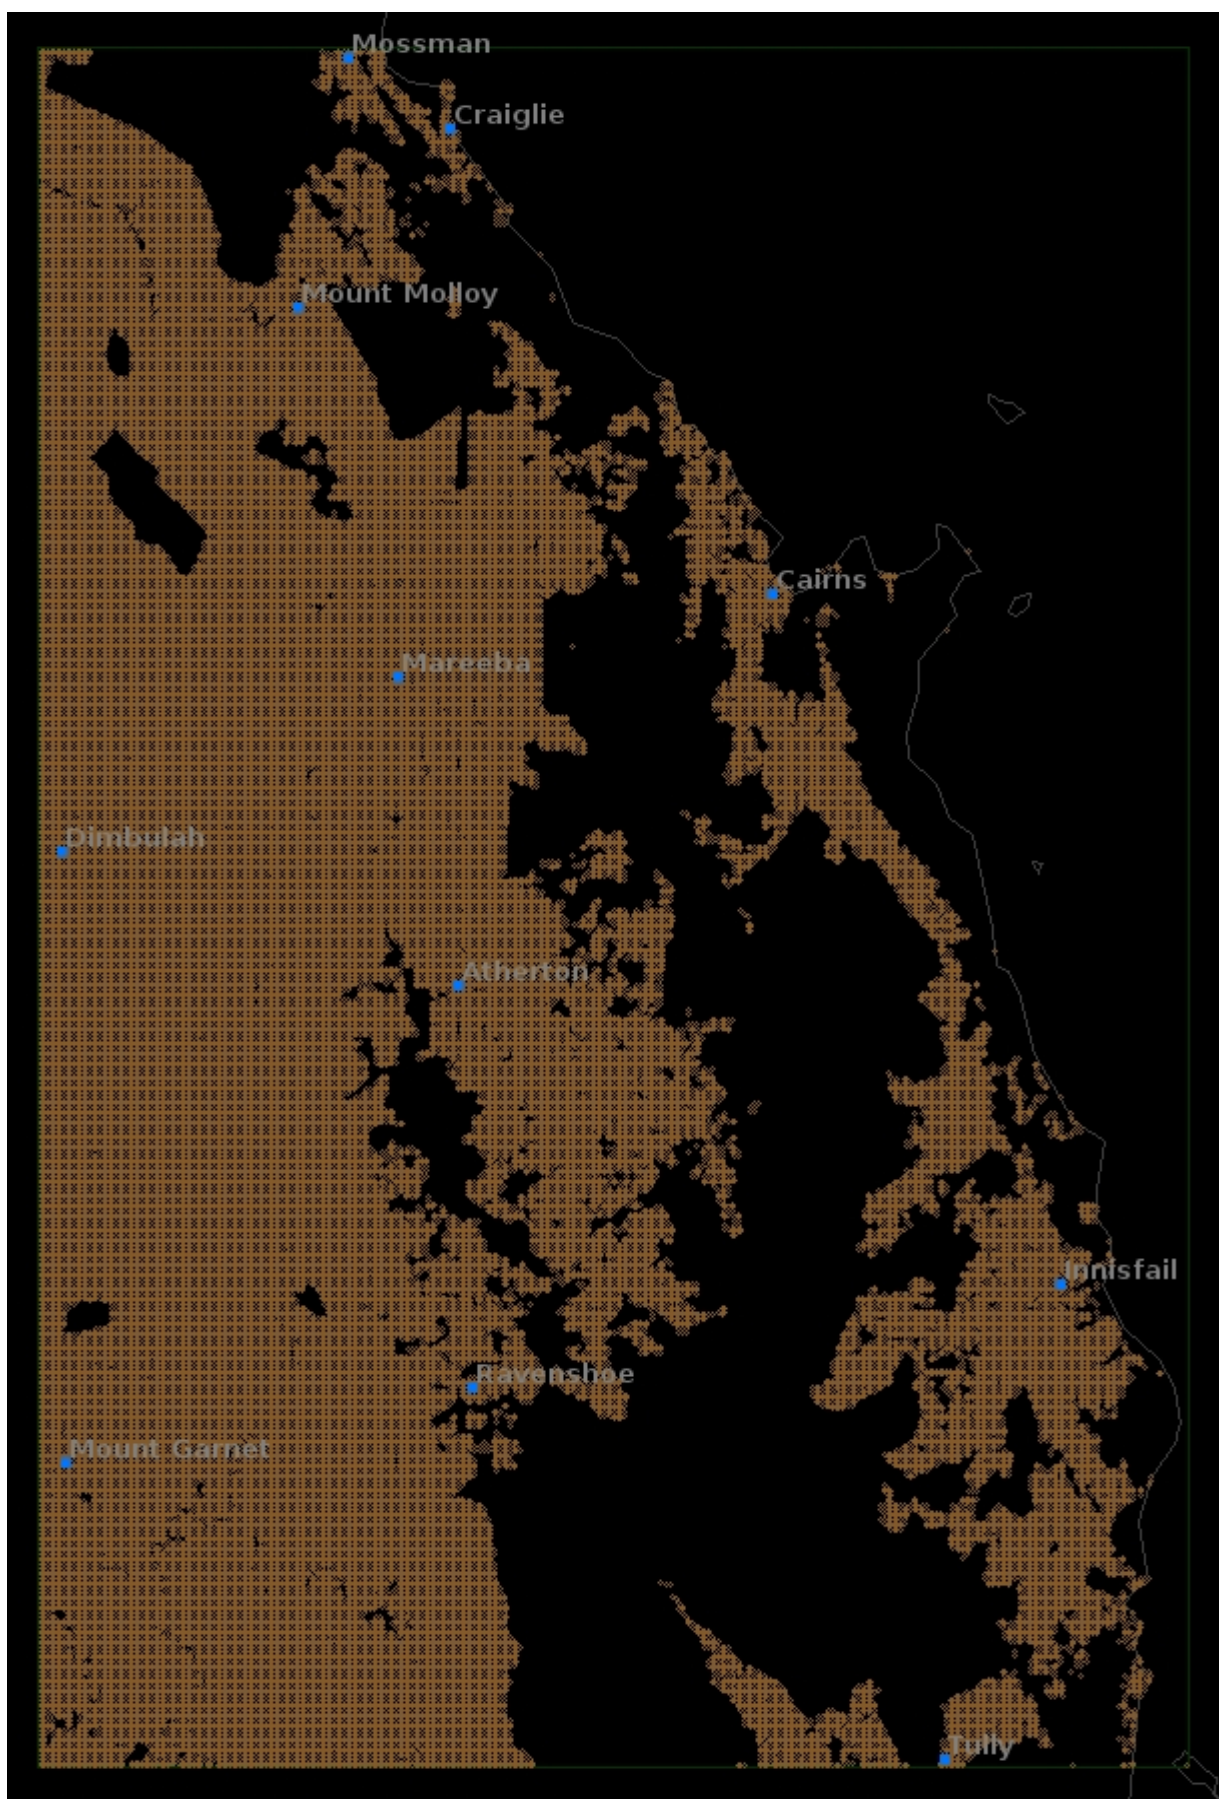 Mossman
Craiglie
Mount Molloy
Cairns
Mareeba
Dimbulah
Atherton
Innisfail
Ravenshoe
Mount Garnet
Tully